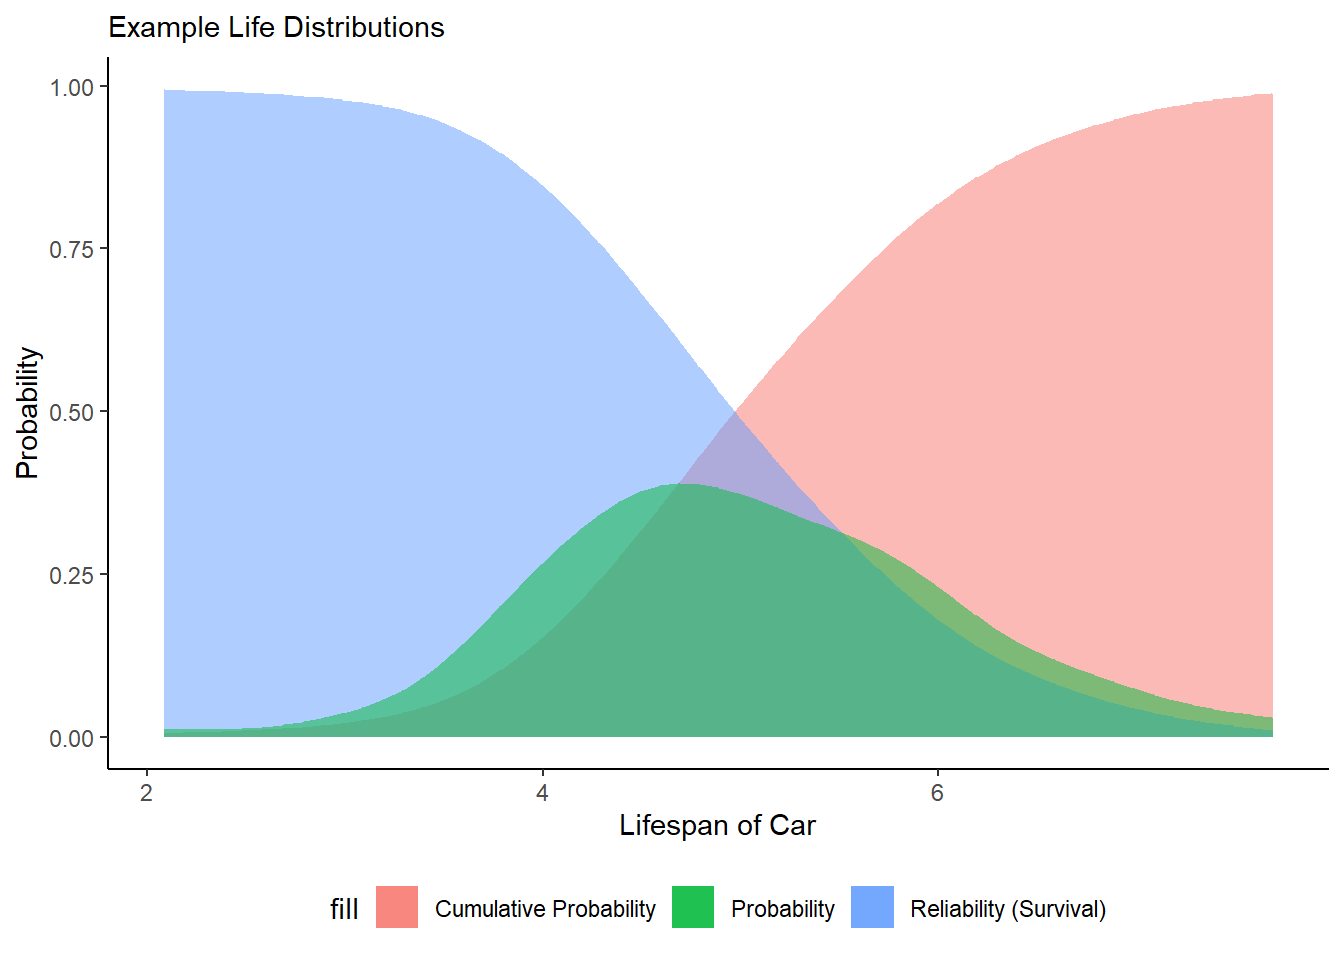 Example Life Distributions
1.00
0.75
0.50
0.25
0.00
Probability
2 4 6
Lifespan of Car
fill Cumulative Probability Probability Reliability (Survival)